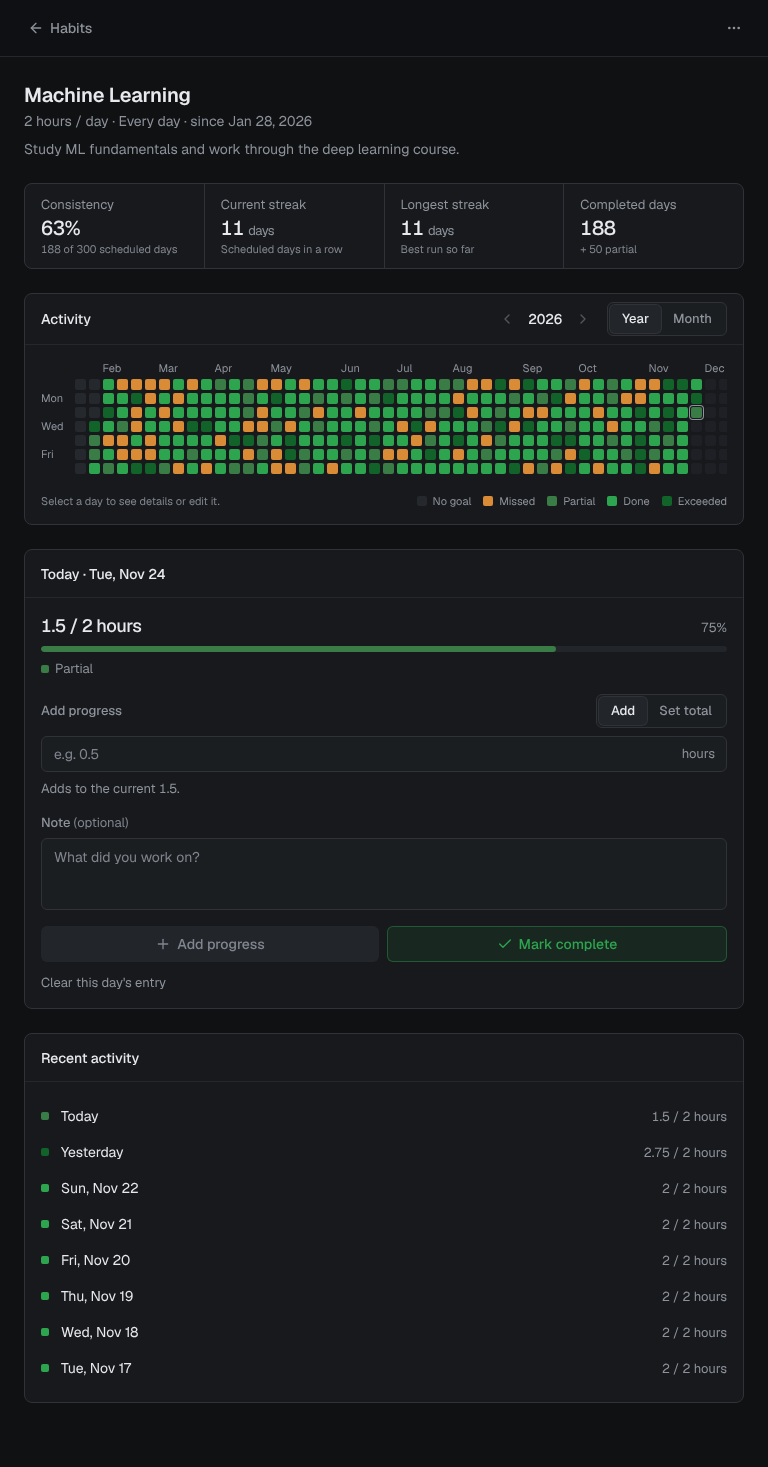 Habits
Machine Learning
2 hours / day · Every day · since Jan 28, 2026
Study ML fundamentals and work through the deep learning course.
Consistency
63%
188 of 300 scheduled days
Current streak
11 days
Scheduled days in a row
Longest streak
11 days
Best run so far
Completed days
188
+ 50 partial
Activity
2026
Year
Month
Feb Mar Apr May Jun Jul Aug Sep Oct Nov Dec
Mon
Wed
Fri
Select a day to see details or edit it.
No goal Missed Partial Done Exceeded
Today · Tue, Nov 24
1.5 / 2 hours 75%
Partial
Add progress Add Set total
e.g. 0.5 hours
Adds to the current 1.5.
Note (optional)
What did you work on?
Add progress Mark complete
Clear this day's entry
Recent activity
Today 1.5 / 2 hours
Yesterday 2.75 / 2 hours
Sun, Nov 22 2 / 2 hours
Sat, Nov 21 2 / 2 hours
Fri, Nov 20 2 / 2 hours
Thu, Nov 19 2 / 2 hours
Wed, Nov 18 2 / 2 hours
Tue, Nov 17 2 / 2 hours